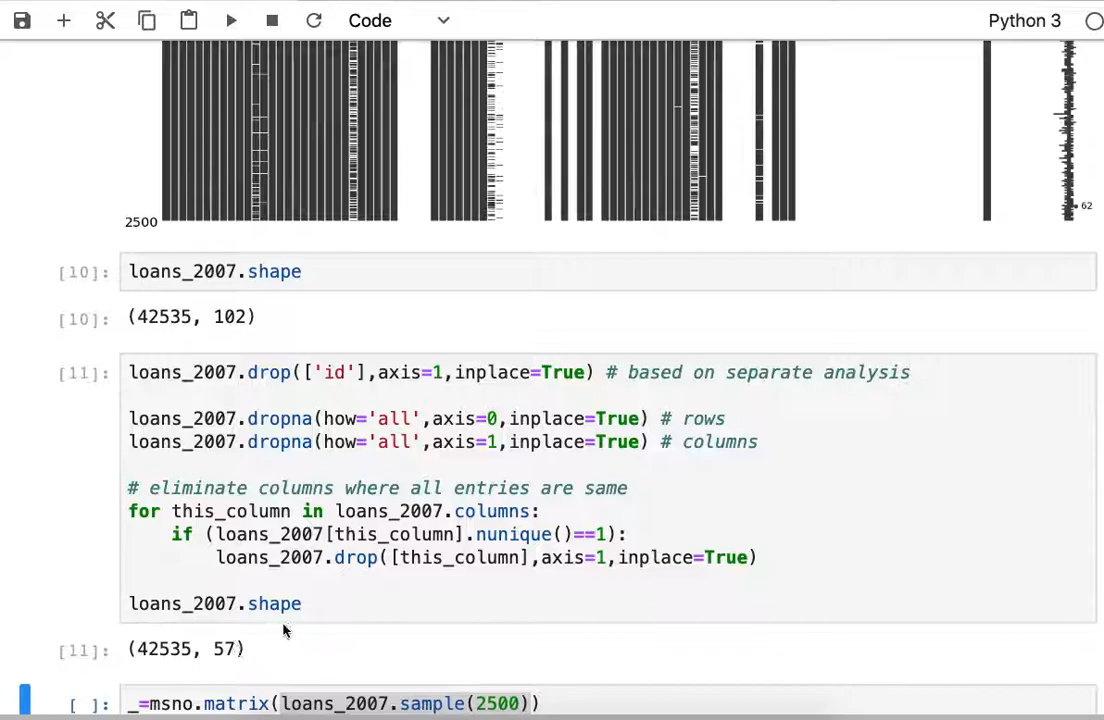 Code Python 3
2500
62
[10]: loans_2007.shape
[10]: (42535, 102)
[11]: loans_2007.drop(['id'],axis=1,inplace=True) # based on separate analysis
loans_2007.dropna(how='all',axis=0,inplace=True) # rows
loans_2007.dropna(how='all',axis=1,inplace=True) # columns
# eliminate columns where all entries are same
for this_column in loans_2007.columns:
if (loans_2007[this_column].nunique()==1):
loans_2007.drop([this_column],axis=1,inplace=True)
loans_2007.shape
[11]: (42535, 57)
[ ]: _=msno.matrix(loans_2007.sample(2500))